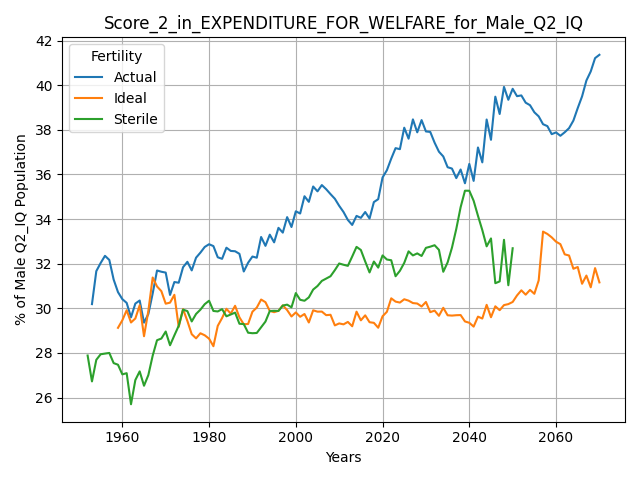 Score_2_in_EXPENDITURE_FOR_WELFARE_for_Male_Q2_IQ
Fertility
Actual
Ideal
Sterile
% of Male Q2_IQ Population
42
40
38
36
34
32
30
28
26
1960
1980
2000
2020
2040
2060
Years